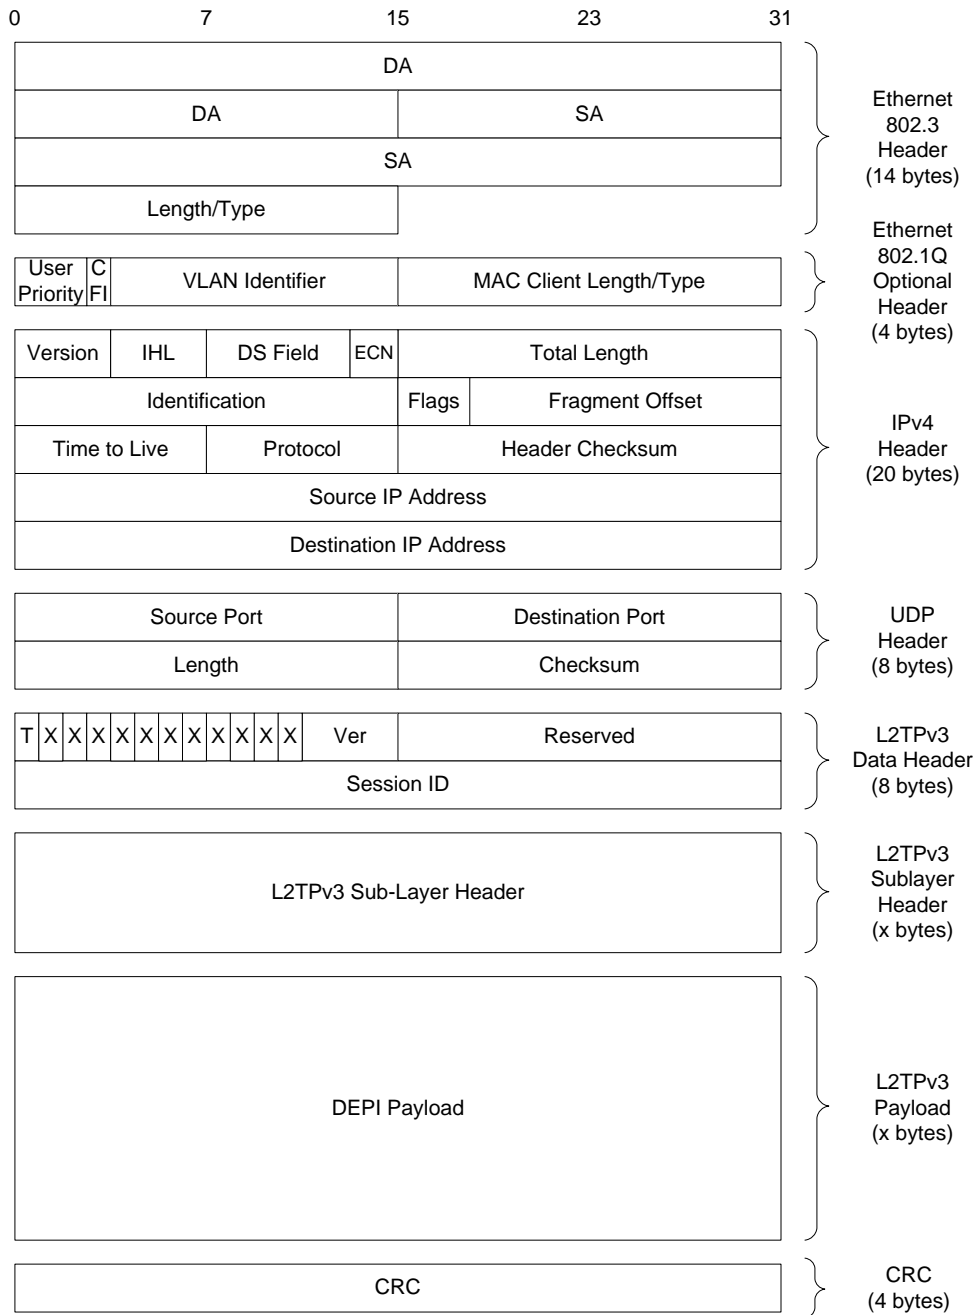 0 7 15 23 31
DA
DA SA
SA
Length/Type
Ethernet
802.3
Header
(14 bytes)
User
Priority
C
FI
VLAN Identifier
MAC Client Length/Type
Ethernet
802.1Q
Optional
Header
(4 bytes)
Version IHL DS Field ECN Total Length
Identification Flags Fragment Offset
Time to Live Protocol Header Checksum
Source IP Address
Destination IP Address
IPv4
Header
(20 bytes)
Source Port Destination Port
Length Checksum
UDP
Header
(8 bytes)
T X X X X X X X X X X X Ver Reserved
Session ID
L2TPv3
Data Header
(8 bytes)
L2TPv3 Sub-Layer Header
L2TPv3
Sublayer
Header
(x bytes)
DEPI Payload
L2TPv3
Payload
(x bytes)
CRC
CRC
(4 bytes)